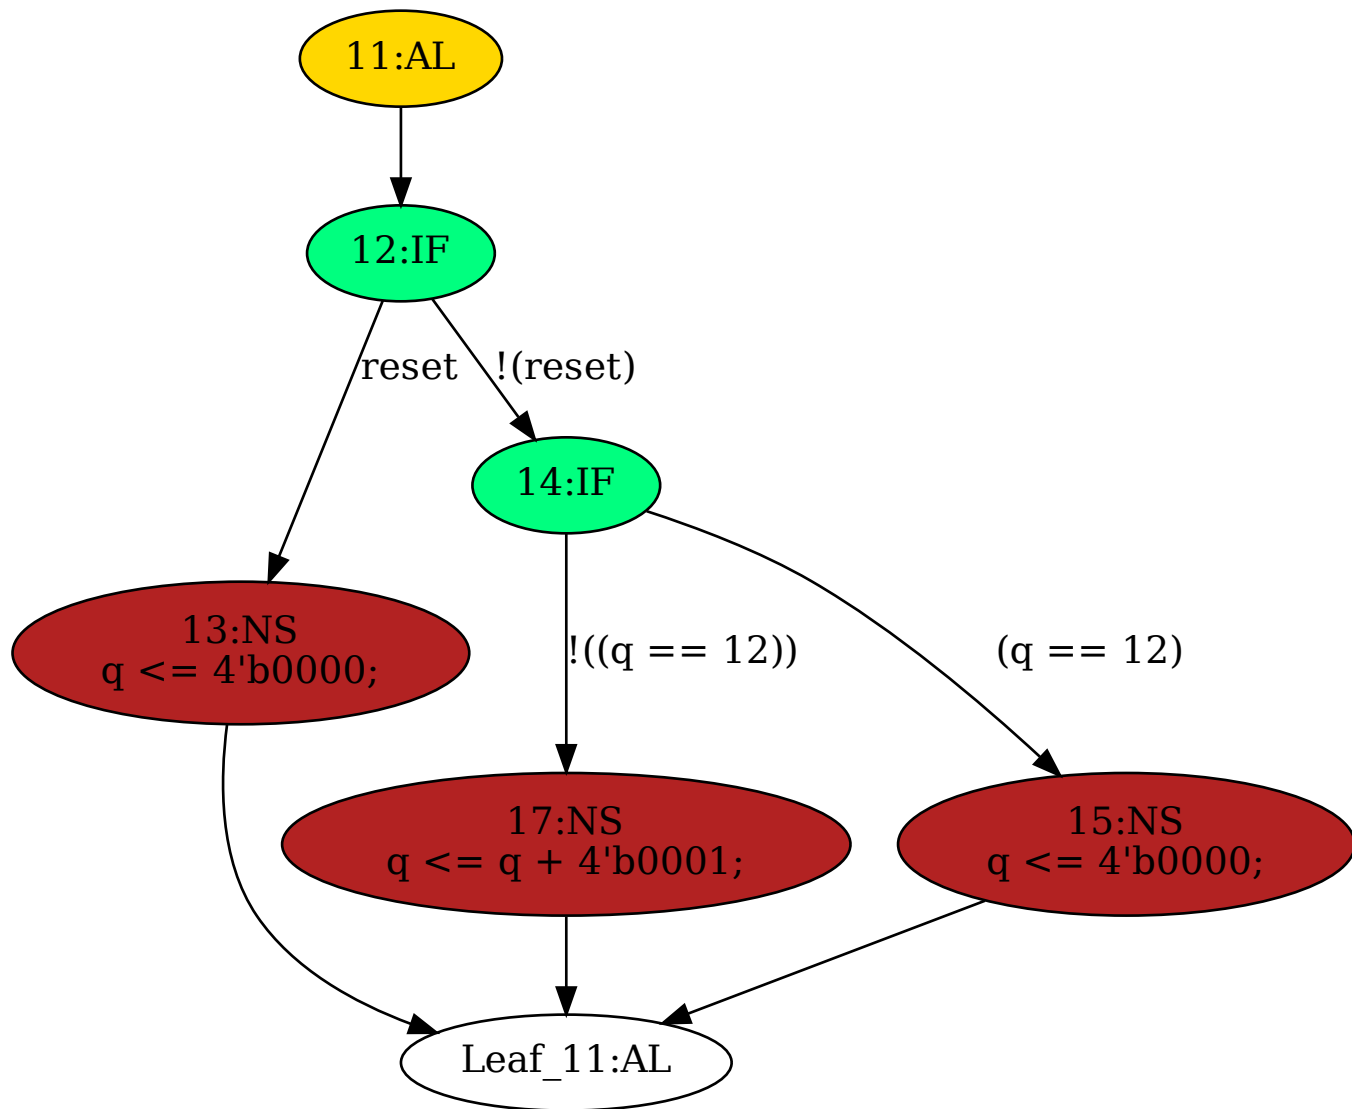 11:AL
12:IF
reset
!(reset)
14:IF
13:NS
q <= 4'b0000;
!((q == 12))
(q == 12)
17:NS
q <= q + 4'b0001;
15:NS
q <= 4'b0000;
Leaf_11:AL